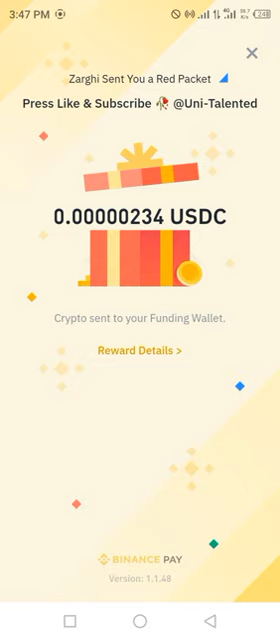 3:47 PM
Zarghi Sent You a Red Packet
Press Like & Subscribe 🥀 @Uni-Talented
0.00000234 USDC
Crypto sent to your Funding Wallet.
Reward Details >
BINANCE PAY
Version: 1.1.48